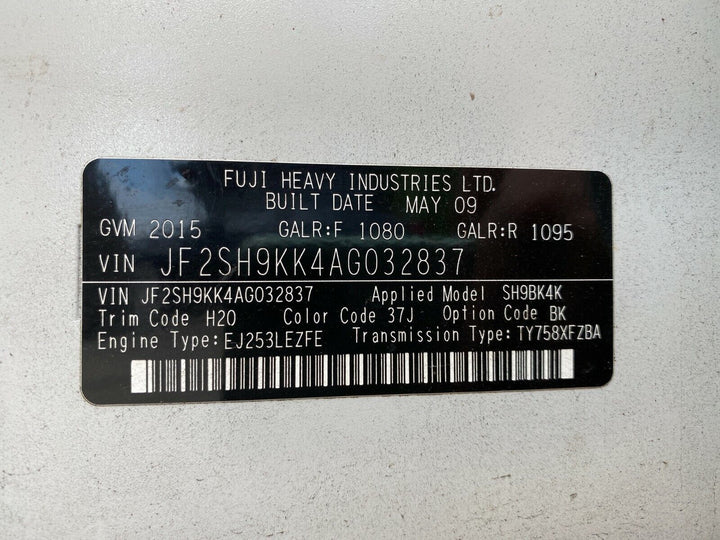 FUJI HEAVY INDUSTRIES LTD.
BUILT DATE MAY 09
GVM 2015 GALR:F 1080 GALR:R 1095
VIN JF2SH9KK4AG032837
VIN JF2SH9KK4AG032837 Applied Model SH9BK4K
Trim Code H20 Color Code 37J Option Code BK
Engine Type: EJ253LEZFE Transmission Type: TY758XFZBA